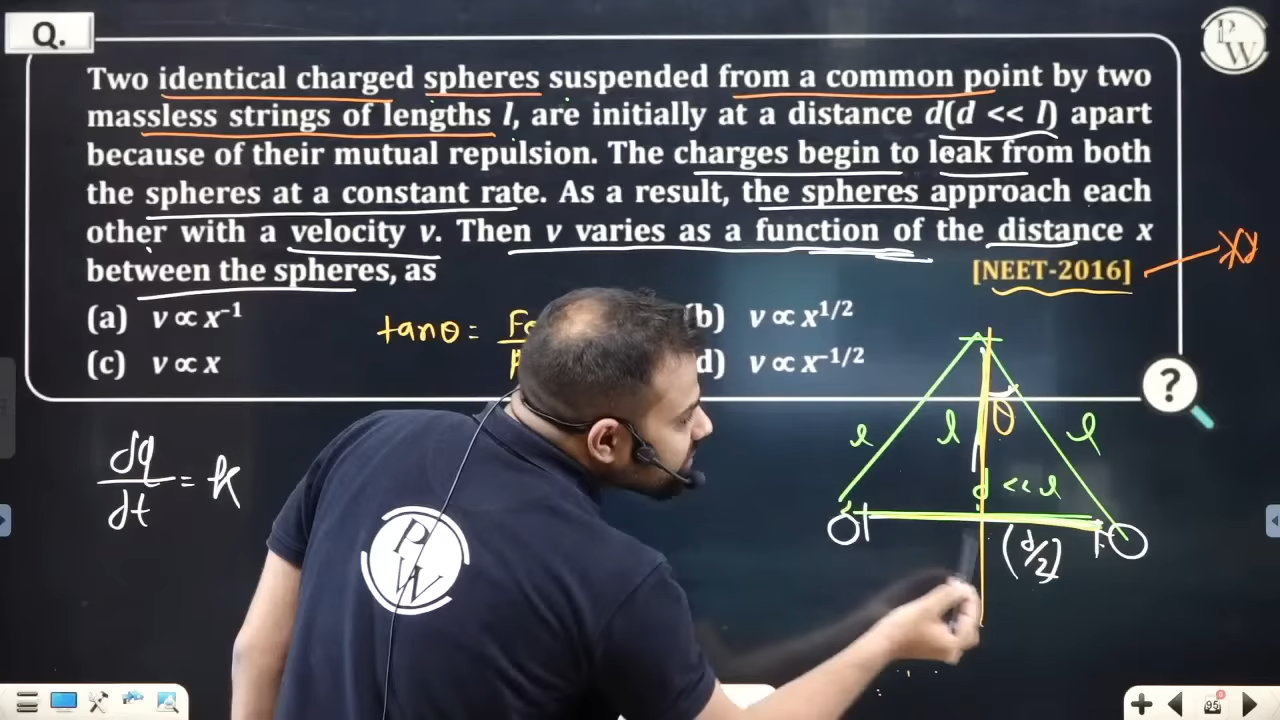 Q.
P
W
Two identical charged spheres suspended from a common point by two
massless strings of lengths l, are initially at a distance d(d << l) apart
because of their mutual repulsion. The charges begin to leak from both
the spheres at a constant rate. As a result, the spheres approach each
other with a velocity v. Then v varies as a function of the distance x
between the spheres, as
[NEET-2016]
(a) v ∝ x⁻¹
(b) v ∝ x^1/2
(c) v ∝ x
(d) v ∝ x^-1/2
tanθ =
?
dq/dt = k
l
l
θ
l
d << l
(d/2)
P
W
95